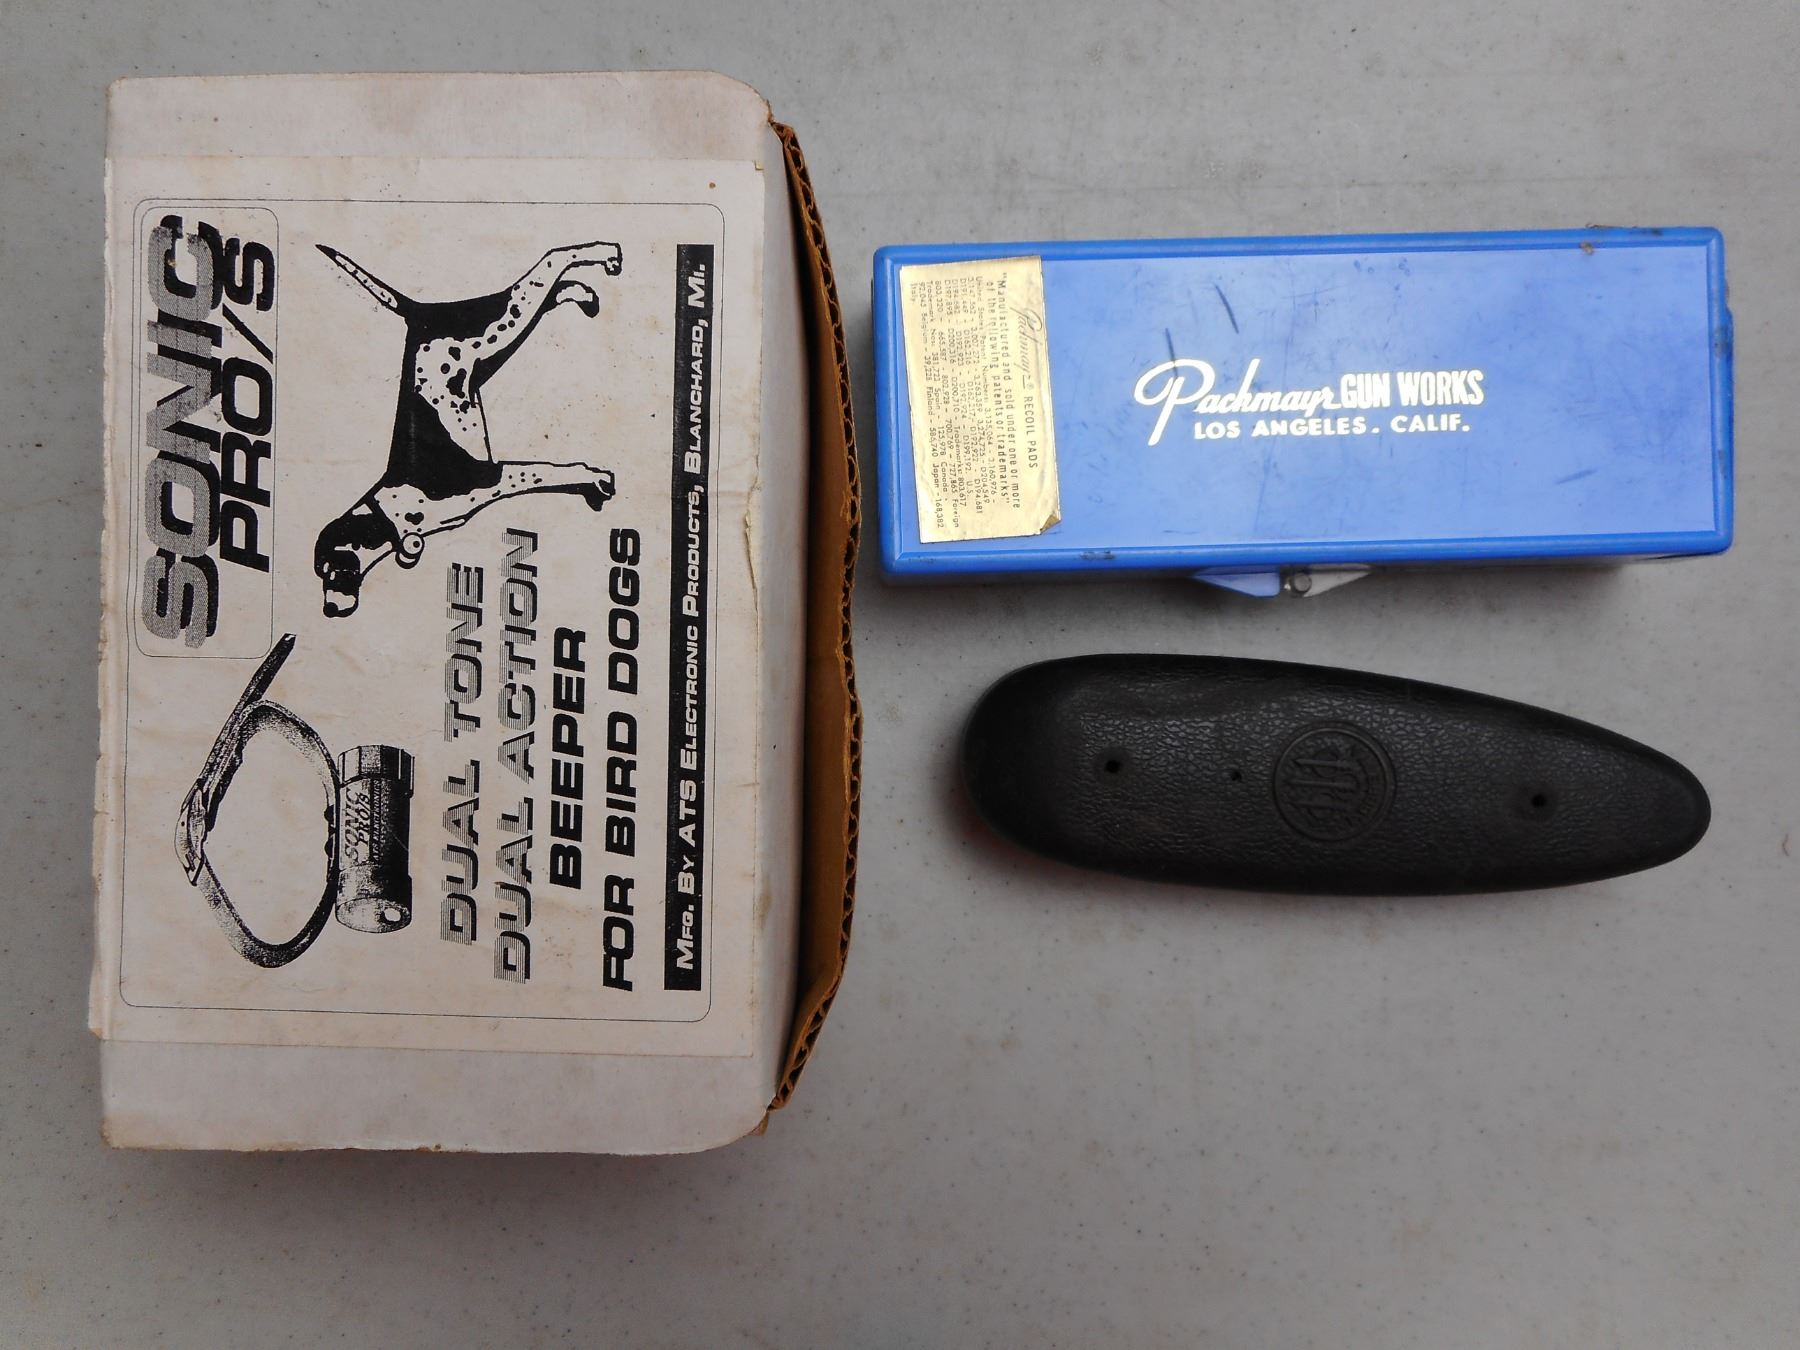 SONIC
PRO/S
DUAL TONE
DUAL ACTION
BEEPER
FOR BIRD DOGS
MFG. BY ATS ELECTRONIC PRODUCTS, BLANCHARD, MI.
SONIC
PRO/S
ATS ELECTRONICS
Pachmayr GUN WORKS
LOS ANGELES. CALIF.
Pachmayr® RECOIL PADS
"Manufactured and sold under one or more
of the following patents or trademarks"